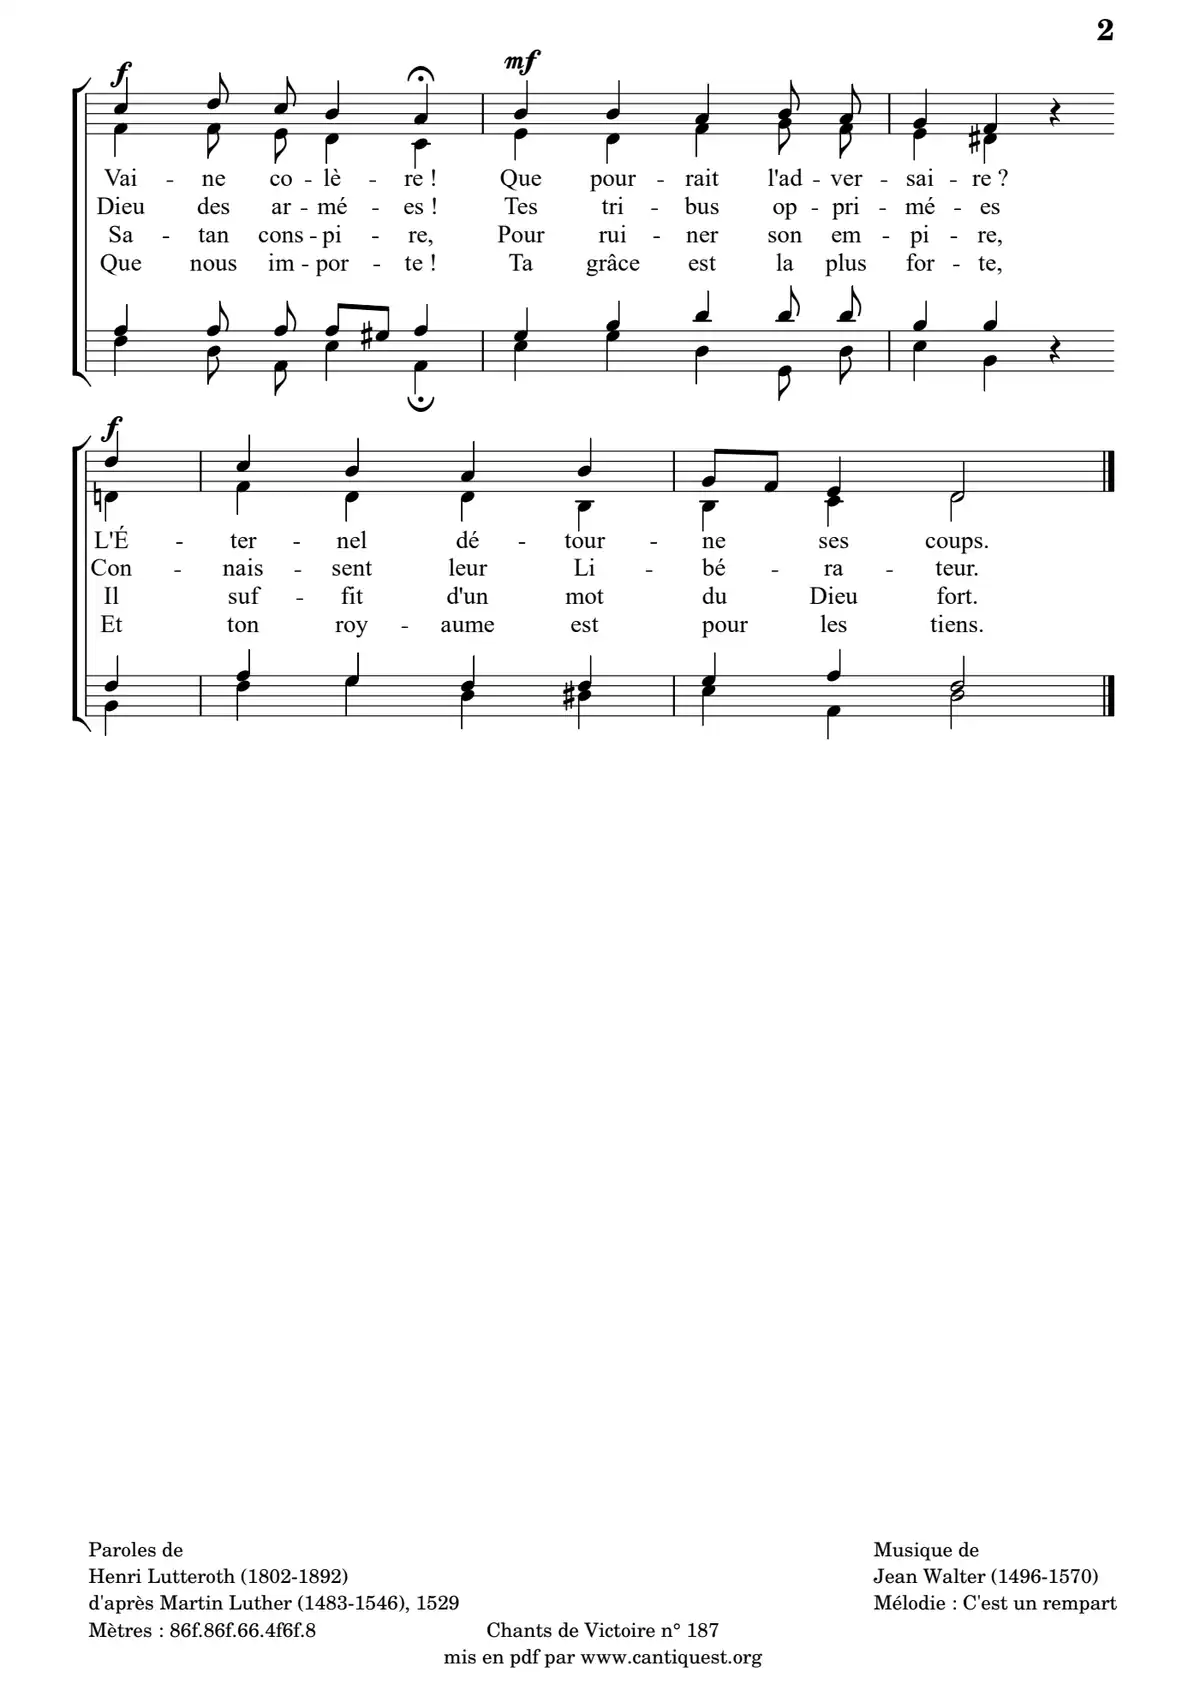 2
f mf
Vai - ne co - lè - re ! Que pour - rait l'ad - ver - sai - re ?
Dieu des ar - mé - es ! Tes tri - bus op - pri - mé - es
Sa - tan cons - pi - re, Pour rui - ner son em - pi - re,
Que nous im - por - te ! Ta grâce est la plus for - te,
f
L'É - ter - nel dé - tour - ne ses coups.
Con - nais - sent leur Li - bé - ra - teur.
Il suf - fit d'un mot du Dieu fort.
Et ton roy - aume est pour les tiens.
Paroles de
Henri Lutteroth (1802-1892)
d'après Martin Luther (1483-1546), 1529
Mètres : 86f.86f.66.4f6f.8
Musique de
Jean Walter (1496-1570)
Mélodie : C'est un rempart
Chants de Victoire n° 187
mis en pdf par www.cantiquest.org